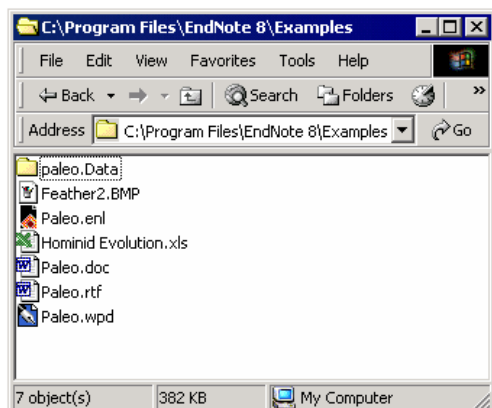 C:\Program Files\EndNote 8\Examples
File Edit View Favorites Tools Help
Back Search Folders »
Address C:\Program Files\EndNote 8\Examples Go
paleo.Data
Feather2.BMP
Paleo.enl
Hominid Evolution.xls
Paleo.doc
Paleo.rtf
Paleo.wpd
7 object(s) 382 KB My Computer